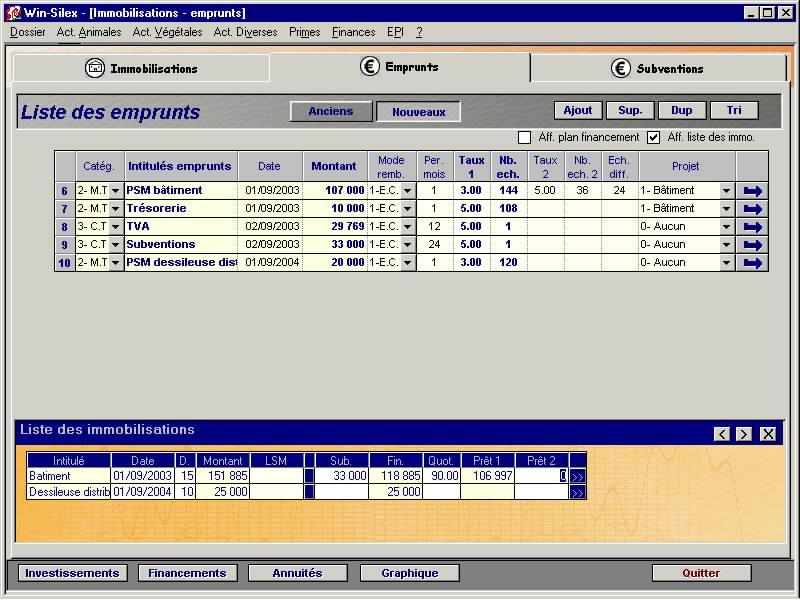 Win-Silex - [Immobilisations - emprunts]
Dossier Act. Animales Act. Végétales Act. Diverses Primes Finances EPI ?
Immobilisations Emprunts Subventions
Liste des emprunts Anciens Nouveaux Ajout Sup. Dup Tri
Aff. plan financement Aff. liste des immo.
Catég. Intitulés emprunts Date Montant Mode remb. Per. mois Taux 1 Nb. ech. Taux 2 Nb. ech. 2 Ech. diff. Projet
6 2- M.T PSM bâtiment 01/09/2003 107 000 1-E.C. 1 3.00 144 5.00 36 24 1- Bâtiment
7 2- M.T Trésorerie 01/09/2003 10 000 1-E.C. 1 5.00 108 1- Bâtiment
8 3- C.T TVA 02/09/2003 29 769 1-E.C. 12 5.00 1 0- Aucun
9 3- C.T Subventions 02/09/2003 33 000 1-E.C. 24 5.00 1 0- Aucun
10 2- M.T PSM dessileuse dist 01/09/2004 20 000 1-E.C. 1 3.00 120 0- Aucun
Liste des immobilisations < > X
Intitulé Date D. Montant LSM Sub. Fin. Quot. Prêt 1 Prêt 2
Batiment 01/09/2003 15 151 885 33 000 118 885 90.00 106 997 0 >>
Dessileuse distrib 01/09/2004 10 25 000 25 000 >>
Investissements Financements Annuités Graphique Quitter